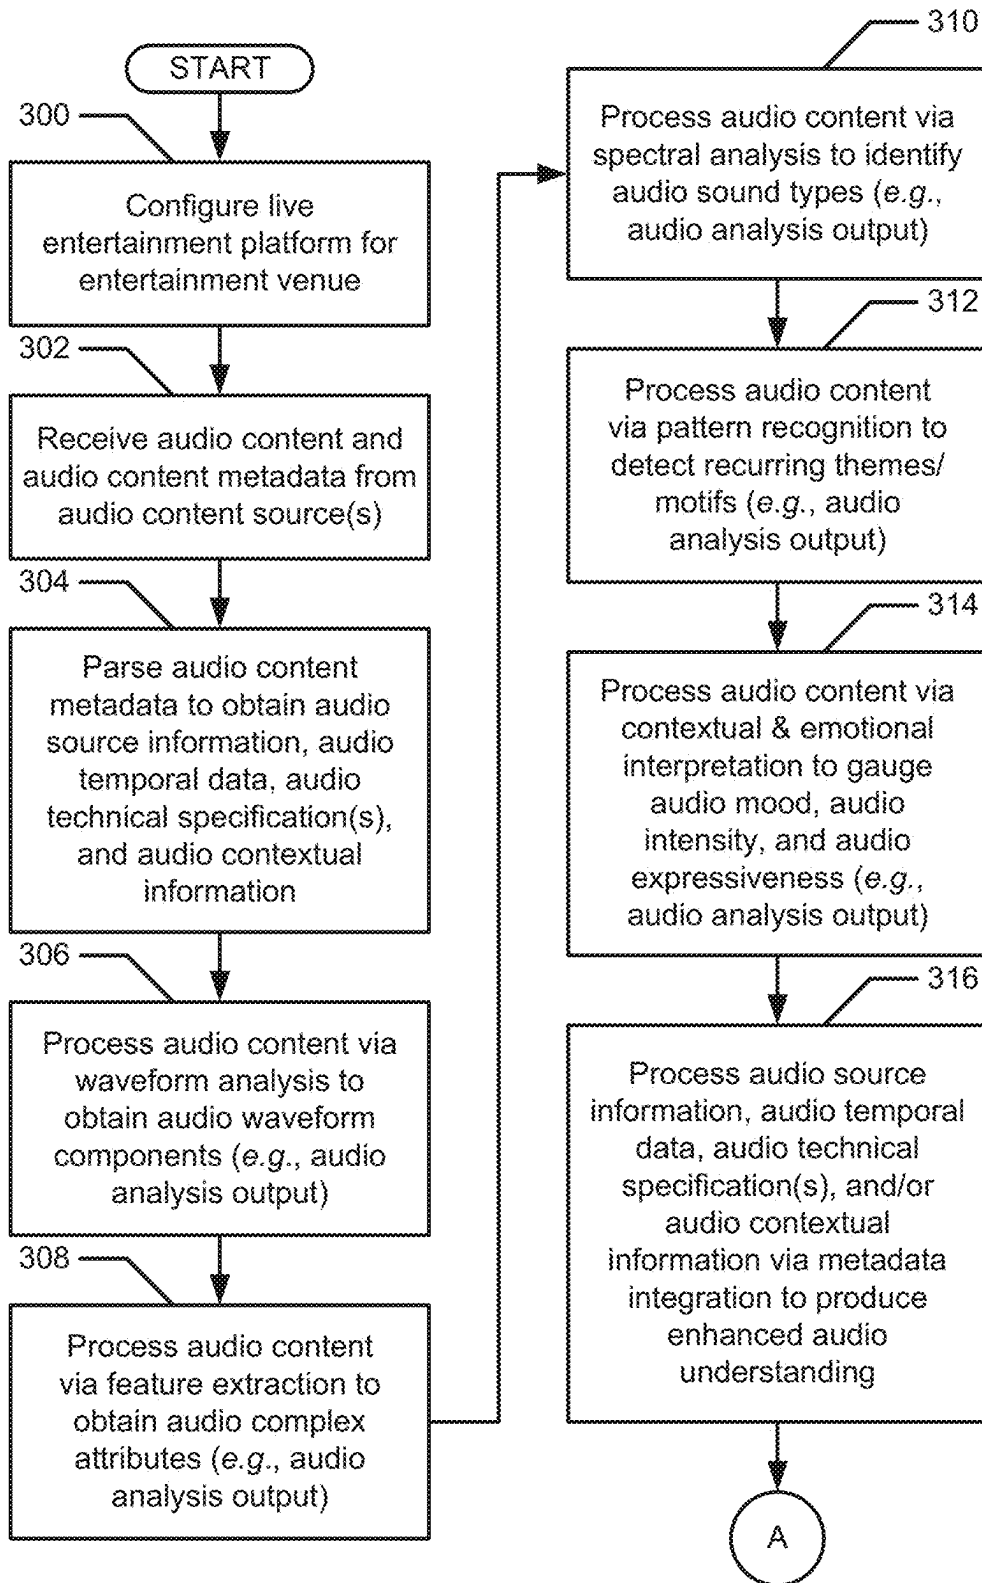 START
300
Configure live
entertainment platform for
entertainment venue
302
Receive audio content and
audio content metadata from
audio content source(s)
304
Parse audio content
metadata to obtain audio
source information, audio
temporal data, audio
technical specification(s),
and audio contextual
information
306
Process audio content via
waveform analysis to
obtain audio waveform
components (e.g., audio
analysis output)
308
Process audio content
via feature extraction to
obtain audio complex
attributes (e.g., audio
analysis output)
310
Process audio content via
spectral analysis to identify
audio sound types (e.g.,
audio analysis output)
312
Process audio content
via pattern recognition to
detect recurring themes/
motifs (e.g., audio
analysis output)
314
Process audio content via
contextual & emotional
interpretation to gauge
audio mood, audio
intensity, and audio
expressiveness (e.g.,
audio analysis output)
316
Process audio source
information, audio temporal
data, audio technical
specification(s), and/or
audio contextual
information via metadata
integration to produce
enhanced audio
understanding
A